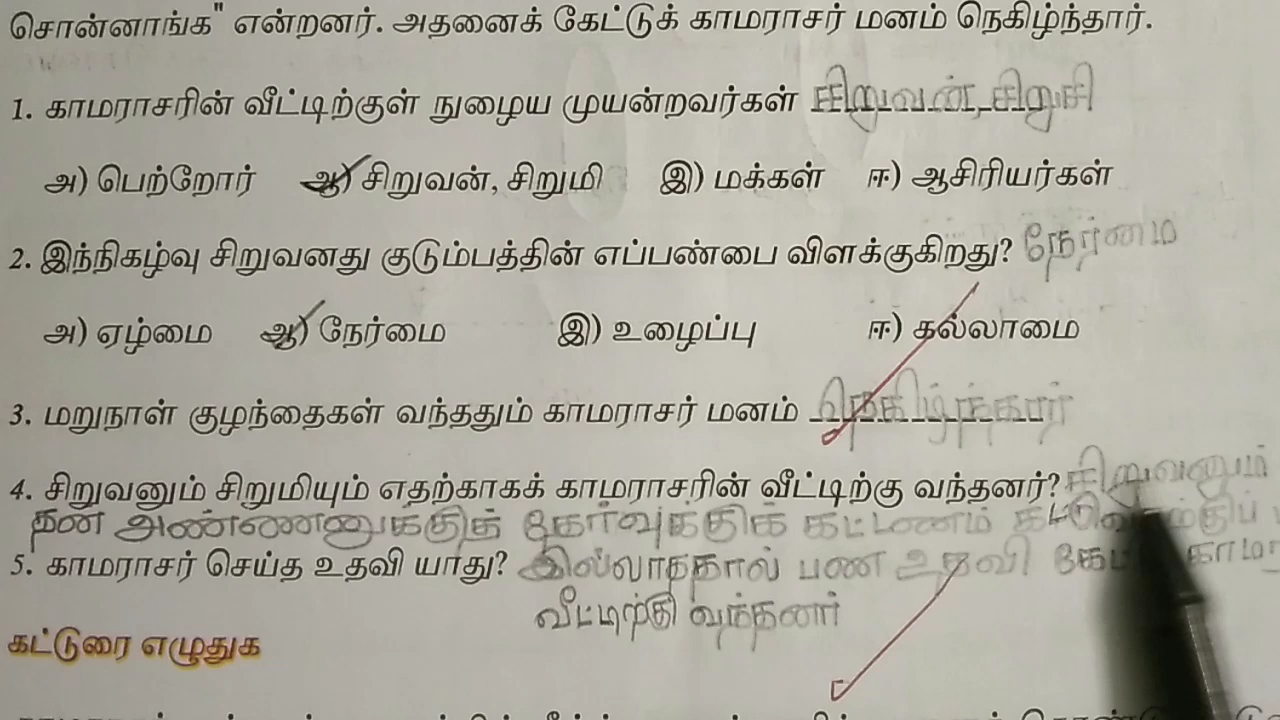 சொன்னாங்க" என்றனர். அதனைக் கேட்டுக் காமராசர் மனம் நெகிழ்ந்தார்.
1. காமராசரின் வீட்டிற்குள் நுழைய முயன்றவர்கள் சிறுவன், சிறுசி
அ) பெற்றோர் ஆ) சிறுவன், சிறுமி இ) மக்கள் ஈ) ஆசிரியர்கள்
2. இந்நிகழ்வு சிறுவனது குடும்பத்தின் எப்பண்பை விளக்குகிறது? நேர்மை
அ) ஏழ்மை ஆ) நேர்மை இ) உழைப்பு ஈ) கல்லாமை
3. மறுநாள் குழந்தைகள் வந்ததும் காமராசர் மனம் நெகிழ்ந்தார்
4. சிறுவனும் சிறுமியும் எதற்காகக் காமராசரின் வீட்டிற்கு வந்தனர்? சிறுவனும்
தன் அண்ணனுக்குத் தேர்வுக்குக் கட்டணம்
5. காமராசர் செய்த உதவி யாது? இல்லாததால் பண உதவி
வீட்டிற்கு வந்தனர்
கட்டுரை எழுதுக